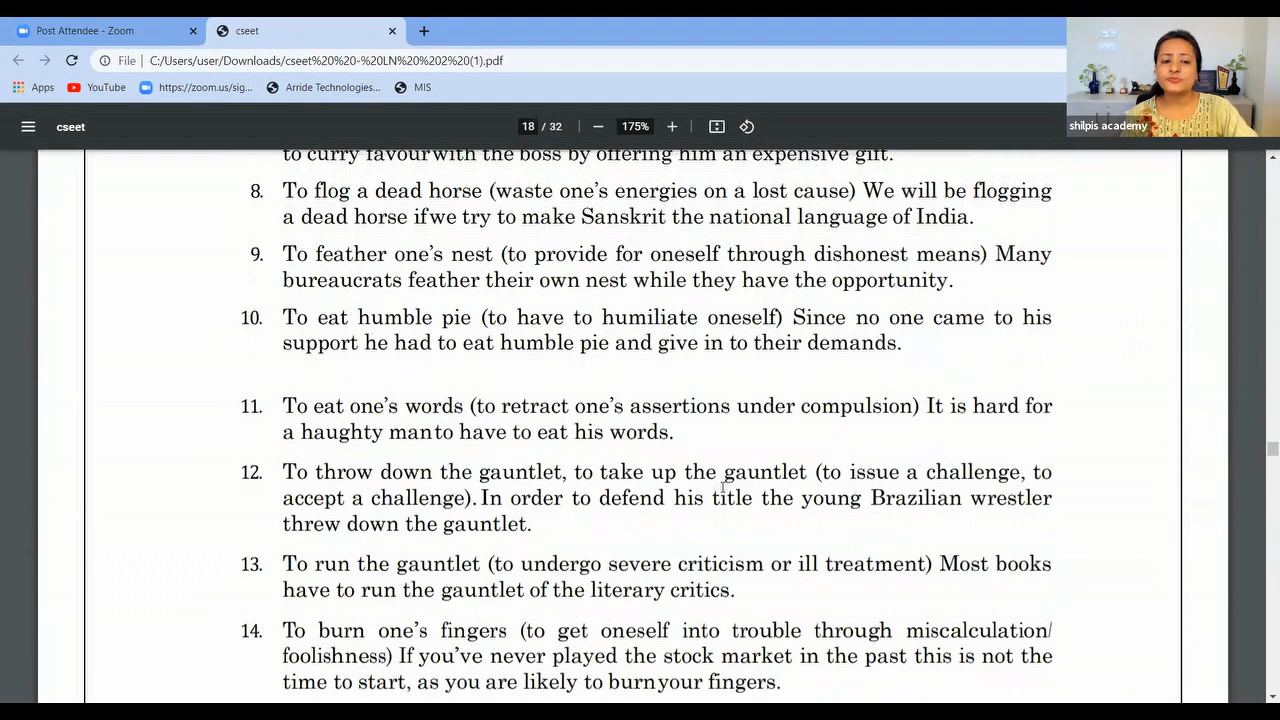 Post Attendee - Zoom
cseet
File
C:/Users/user/Downloads/cseet%20%20-%20LN%20%202%20(1).pdf
Apps
YouTube
https://zoom.us/sig...
Arride Technologies...
MIS
cseet
18 / 32
175%
shilpis academy
to curry favour with the boss by offering him an expensive gift.
8. To flog a dead horse (waste one's energies on a lost cause) We will be flogging
a dead horse if we try to make Sanskrit the national language of India.
9. To feather one's nest (to provide for oneself through dishonest means) Many
bureaucrats feather their own nest while they have the opportunity.
10. To eat humble pie (to have to humiliate oneself) Since no one came to his
support he had to eat humble pie and give in to their demands.
11. To eat one's words (to retract one's assertions under compulsion) It is hard for
a haughty man to have to eat his words.
12. To throw down the gauntlet, to take up the gauntlet (to issue a challenge, to
accept a challenge). In order to defend his title the young Brazilian wrestler
threw down the gauntlet.
13. To run the gauntlet (to undergo severe criticism or ill treatment) Most books
have to run the gauntlet of the literary critics.
14. To burn one's fingers (to get oneself into trouble through miscalculation/
foolishness) If you've never played the stock market in the past this is not the
time to start, as you are likely to burn your fingers.